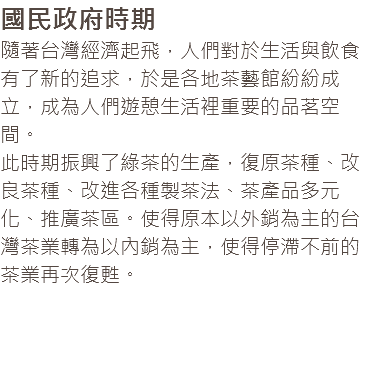 國民政府時期
隨著台灣經濟起飛，人們對於生活與飲食
有了新的追求，於是各地茶藝館紛紛成
立，成為人們遊憩生活裡重要的品茗空
間。
此時期振興了綠茶的生產，復原茶種、改
良茶種、改進各種製茶法、茶產品多元
化、推廣茶區。使得原本以外銷為主的台
灣茶業轉為以內銷為主，使得停滯不前的
茶業再次復甦。